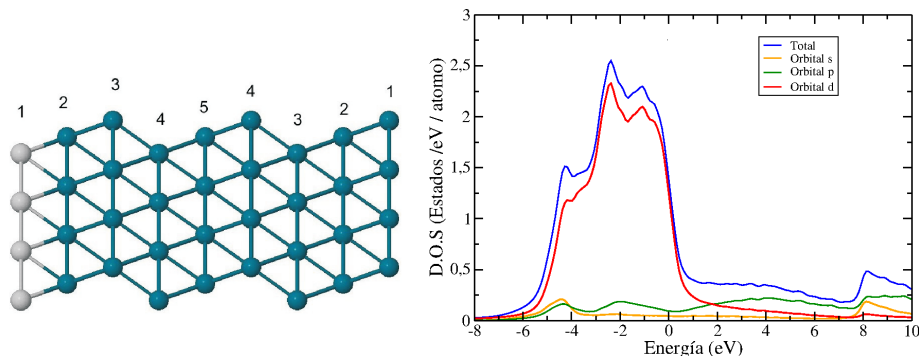 1 2 3 4 5 4 3 2 1
D.O.S (Estados /eV / atomo)
2,5
2
1,5
1
0,5
0
-8 -6 -4 -2 0 2 4 6 8 10
Energía (eV)
Total
Orbital s
Orbital p
Orbital d